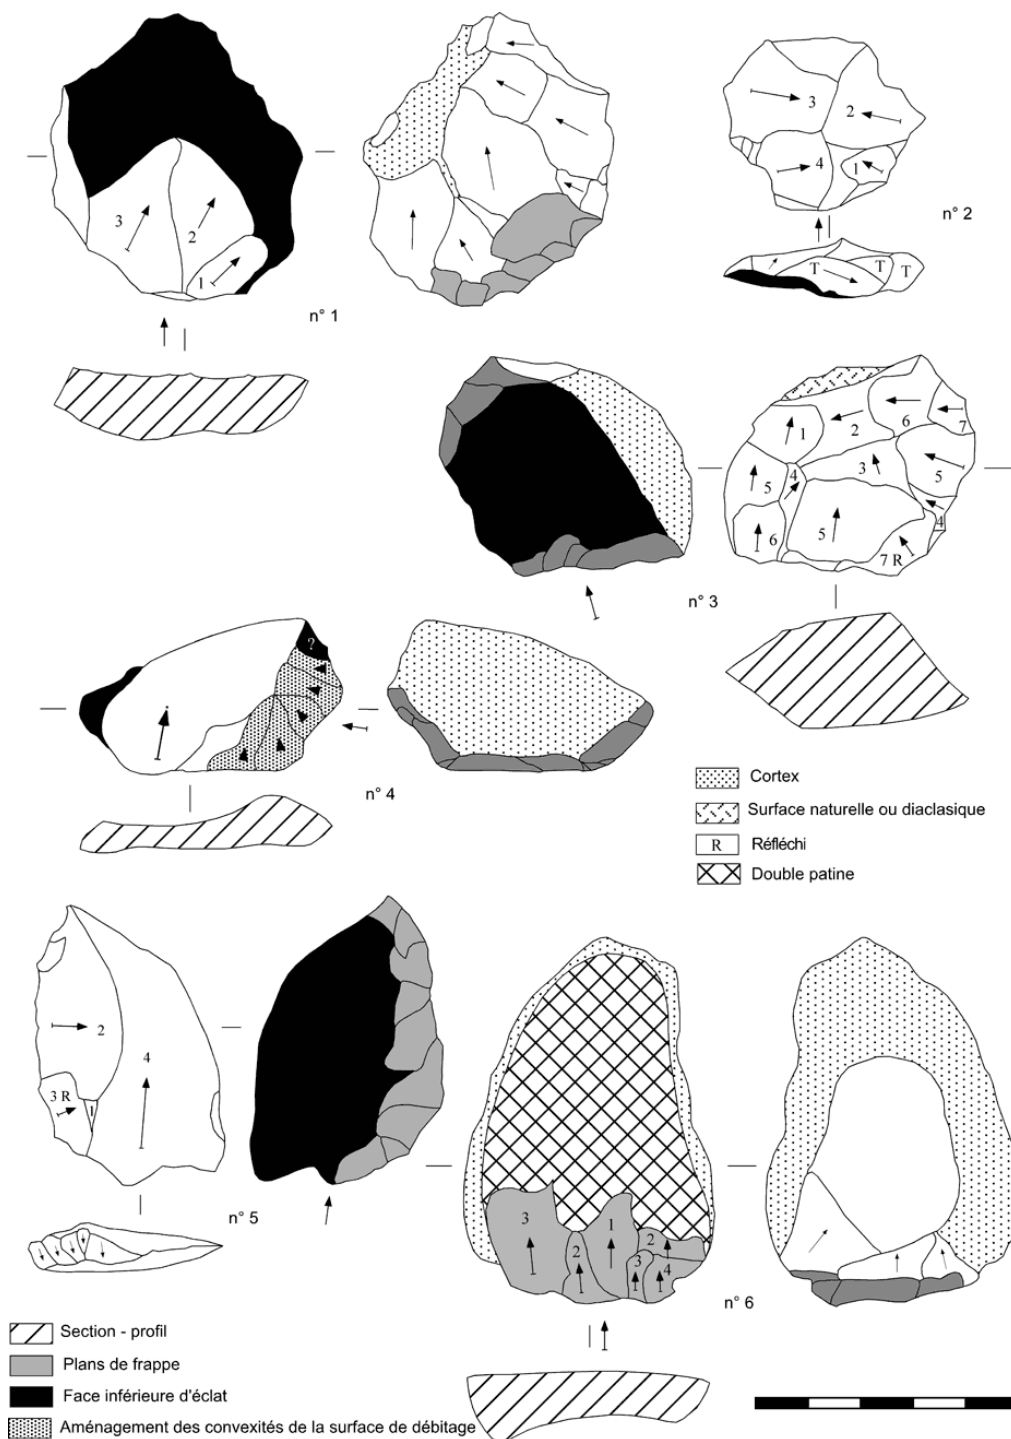 3
2
1
n° 1
3
2
4
1
n° 2
T
T
T
1
2
6
7
3
5
4
5
4
6
5
7 R
n° 3
?
n° 4
Cortex
Surface naturelle ou diaclasique
R Réfléchi
Double patine
2
4
3 R
1
n° 5
3
1
2
2
3
4
n° 6
Section - profil
Plans de frappe
Face inférieure d'éclat
Aménagement des convexités de la surface de débitage